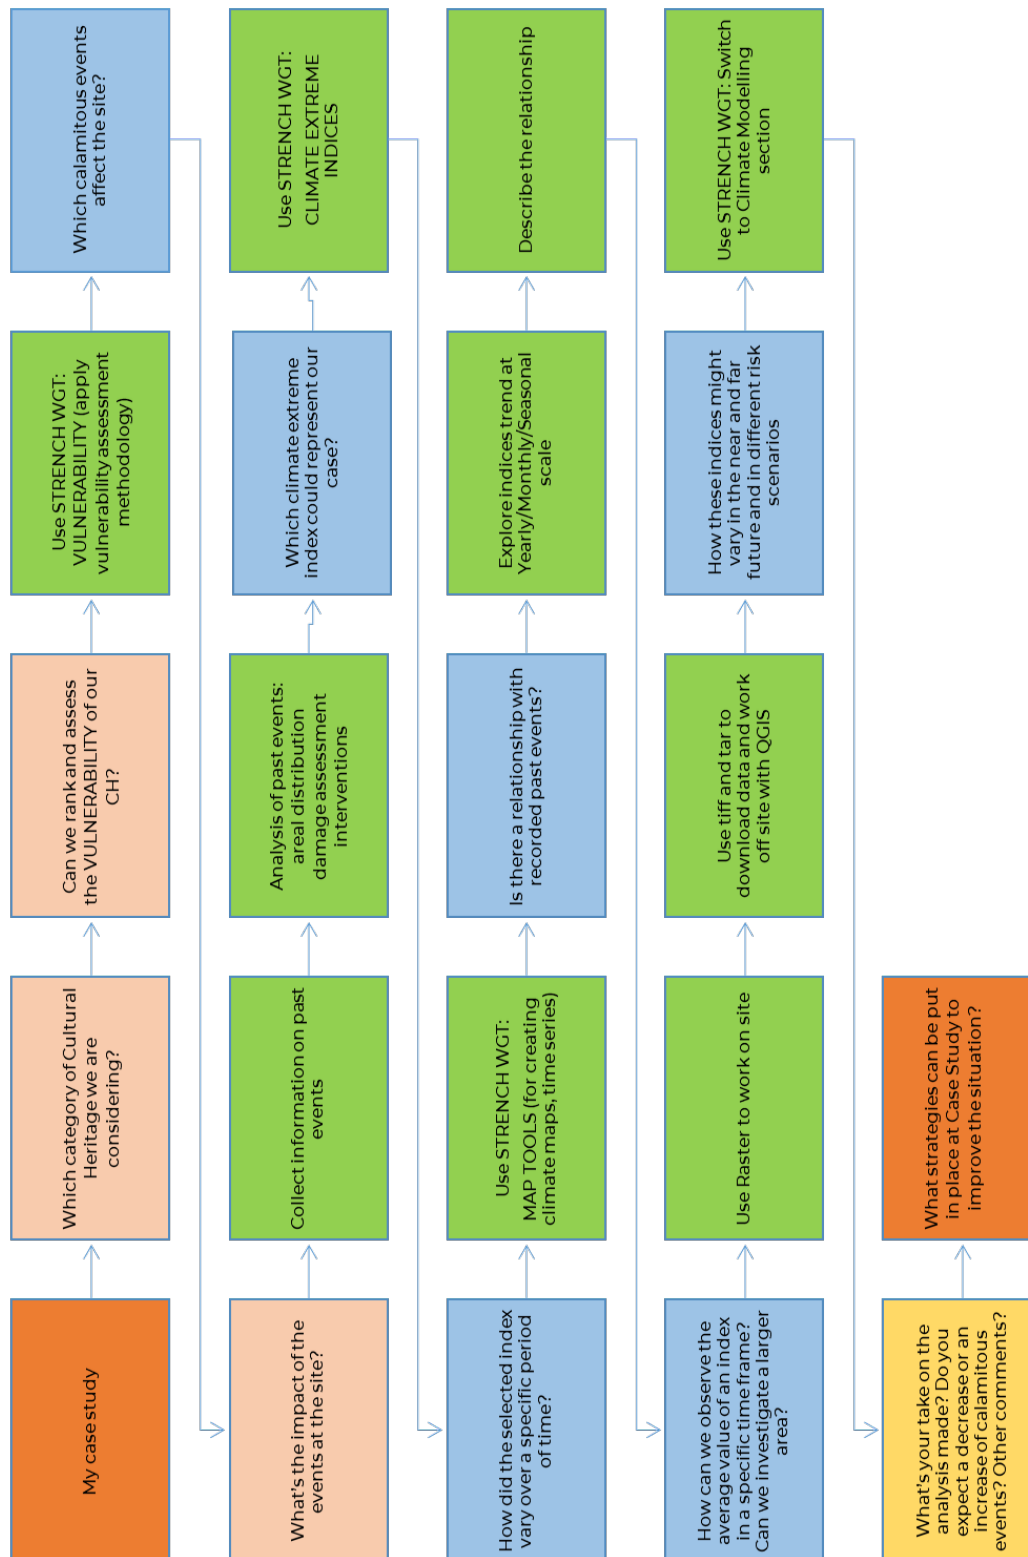 My case study
Which category of Cultural
Heritage we are
considering?
Can we rank and assess
the VULNERABILITY of our
CH?
Use STRENCH WGT:
VULNERABILITY (apply
vulnerability assessment
methodology)
Which calamitous events
affect the site?
What's the impact of the
events at the site?
Collect information on past
events
Analysis of past events:
areal distribution
damage assessment
interventions
Which climate extreme
index could represent our
case?
Use STRENCH WGT:
CLIMATE EXTREME
INDICES
How did the selected index
vary over a specific period
of time?
Use STRENCH WGT:
MAP TOOLS (for creating
climate maps, time series)
Is there a relationship with
recorded past events?
Explore indices trend at
Yearly/Monthly/Seasonal
scale
Describe the relationship
How can we observe the
average value of an index
in a specific time frame?
Can we investigate a larger
area?
Use Raster to work on site
Use tiff and tar to
download data and work
off site with QGIS
How these indices might
vary in the near and far
future and in different risk
scenarios
Use STRENCH WGT: Switch
to Climate Modelling
section
What's your take on the
analysis made? Do you
expect a decrease or an
increase of calamitous
events? Other comments?
What strategies can be put
in place at Case Study to
improve the situation?